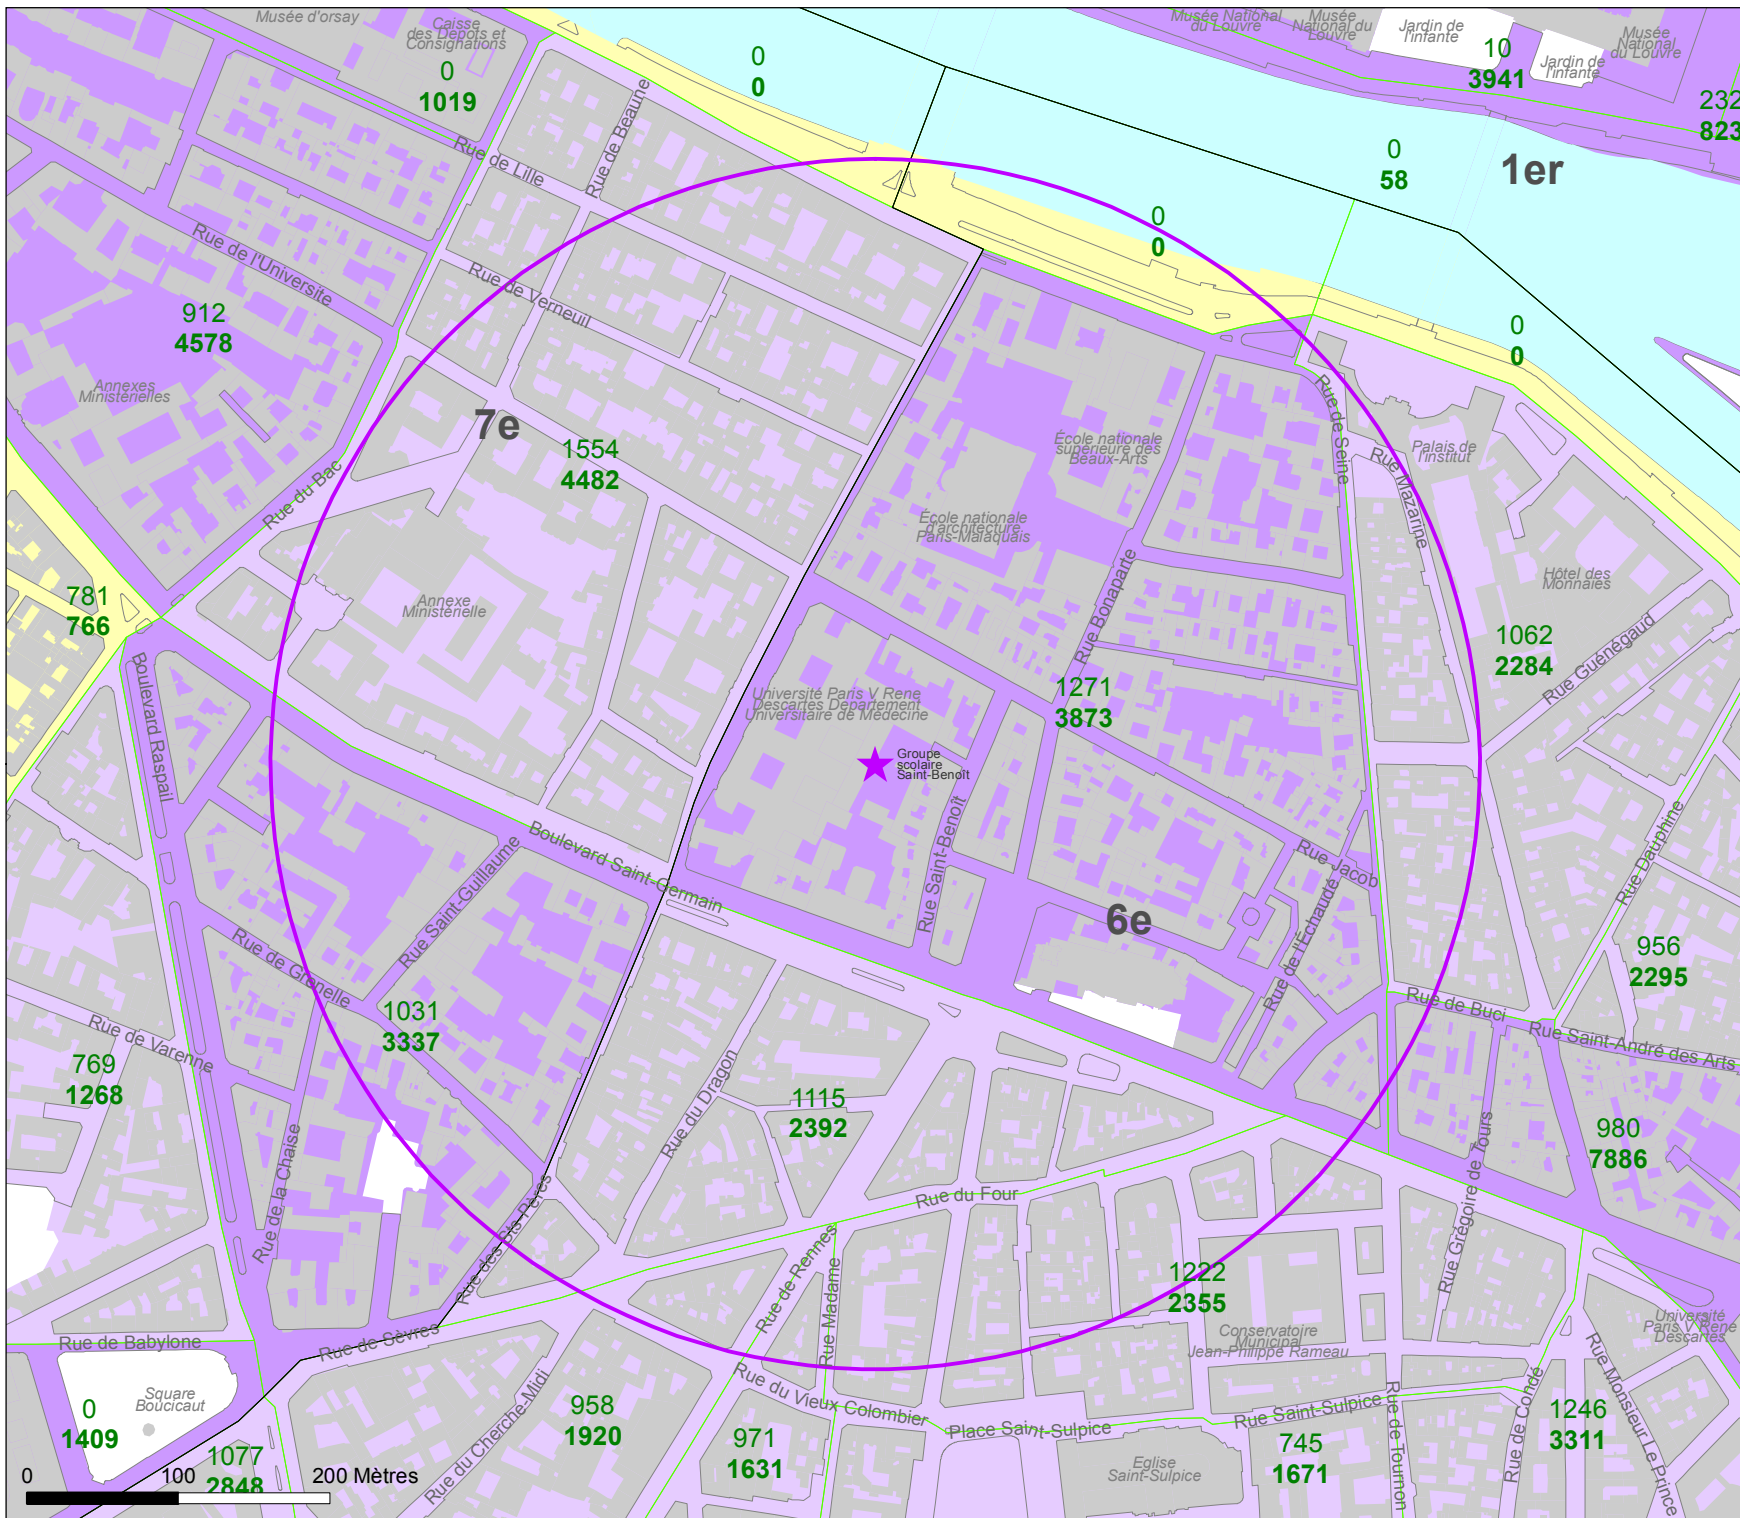 Musée d'orsay
Caisse
des Dépots et
Consignations
0
1019
0
0
Musée National
du Louvre
Musée
National du
Louvre
Jardin de
l'infante
10
3941
Jardin de
l'infante
Musée
National
du Louvre
232
823
0
58
1er
Rue de Lille
Rue de Beaune
0
0
Rue de l'Universite
Rue de Verneuil
912
4578
0
0
Annexes
Ministérielles
7e
1554
4482
École nationale
supérieure des
Beaux-Arts
Rue de Seine
Rue Mazarine
Palais de
l'institut
Rue du Bac
École nationale
d'architecture
Paris-Malaquais
Hôtel des
Monnaies
781
766
Annexe
Ministérielle
Rue Bonaparte
1062
2284
Rue Guénégaud
Boulevard Raspail
Université Paris V Rene
Descartes Departement
Universitaire de Médecine
1271
3873
Groupe
scolaire
Saint-Benoît
Boulevard Saint-Germain
Rue Saint-Guillaume
Rue Saint-Benoît
Rue Jacob
Rue Dauphine
6e
Rue de l'Échaudé
Rue de Grenelle
956
2295
1031
3337
Rue de Buci
Rue Saint-André des Arts
Rue de Varenne
769
1268
Rue du Dragon
1115
2392
980
7886
Rue de la Chaise
Rue des Sts-Pères
Rue du Four
Rue Grégoire de Tours
Rue de Rennes
Rue Madame
1222
2355
Conservatoire
Municipal
Jean-Philippe Rameau
Université
Paris V René
Descartes
Rue de Babylone
Rue de Sèvres
Square
Boucicaut
0
1409
Rue du Cherche-Midi
958
1920
Rue du Vieux Colombier
Place Saint-Sulpice
Rue Saint-Sulpice
Rue de Tournon
Rue de Condé
Rue Monsieur Le Prince
971
1631
745
1671
1246
3311
Eglise
Saint-Sulpice
1077
2848
0 100 200 Mètres